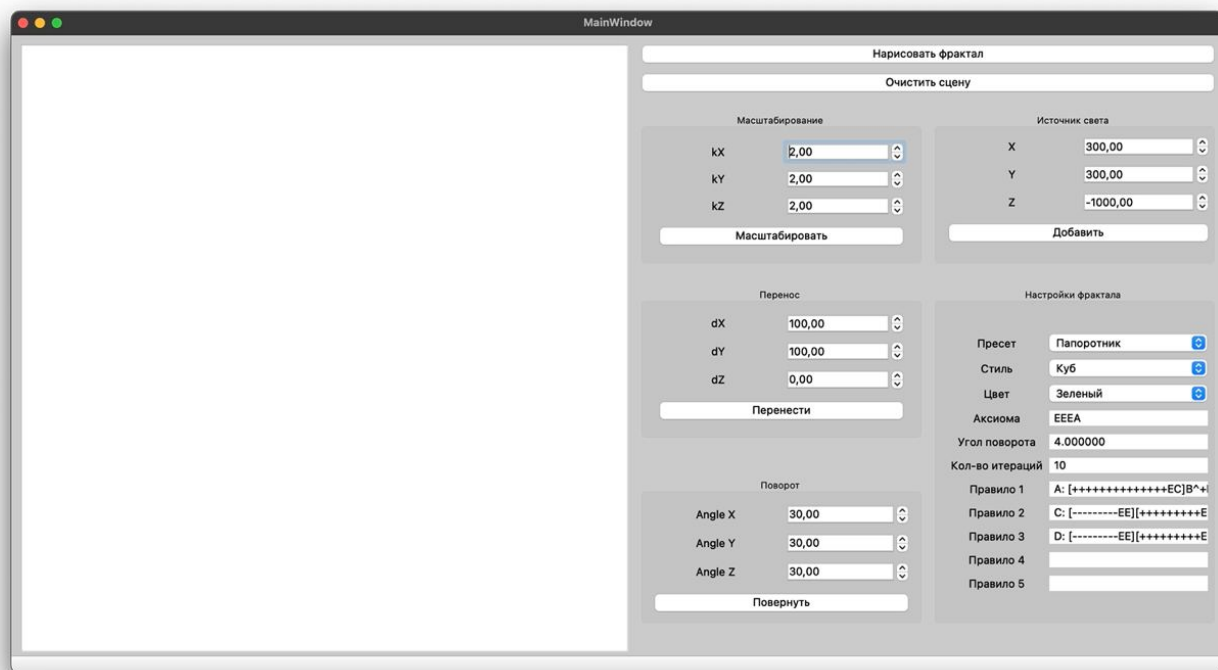 MainWindow
Нарисовать фрактал
Очистить сцену
Масштабирование
kX 2,00
kY 2,00
kZ 2,00
Масштабировать
Источник света
X 300,00
Y 300,00
Z -1000,00
Добавить
Перенос
dX 100,00
dY 100,00
dZ 0,00
Перенести
Настройки фрактала
Пресет Папоротник
Стиль Куб
Цвет Зеленый
Аксиома EEEA
Угол поворота 4.000000
Кол-во итераций 10
Правило 1 A: [++++++++++++++EC]B^+
Правило 2 C: [---------EE][+++++++++E
Правило 3 D: [---------EE][+++++++++E
Правило 4
Правило 5
Поворот
Angle X 30,00
Angle Y 30,00
Angle Z 30,00
Повернуть